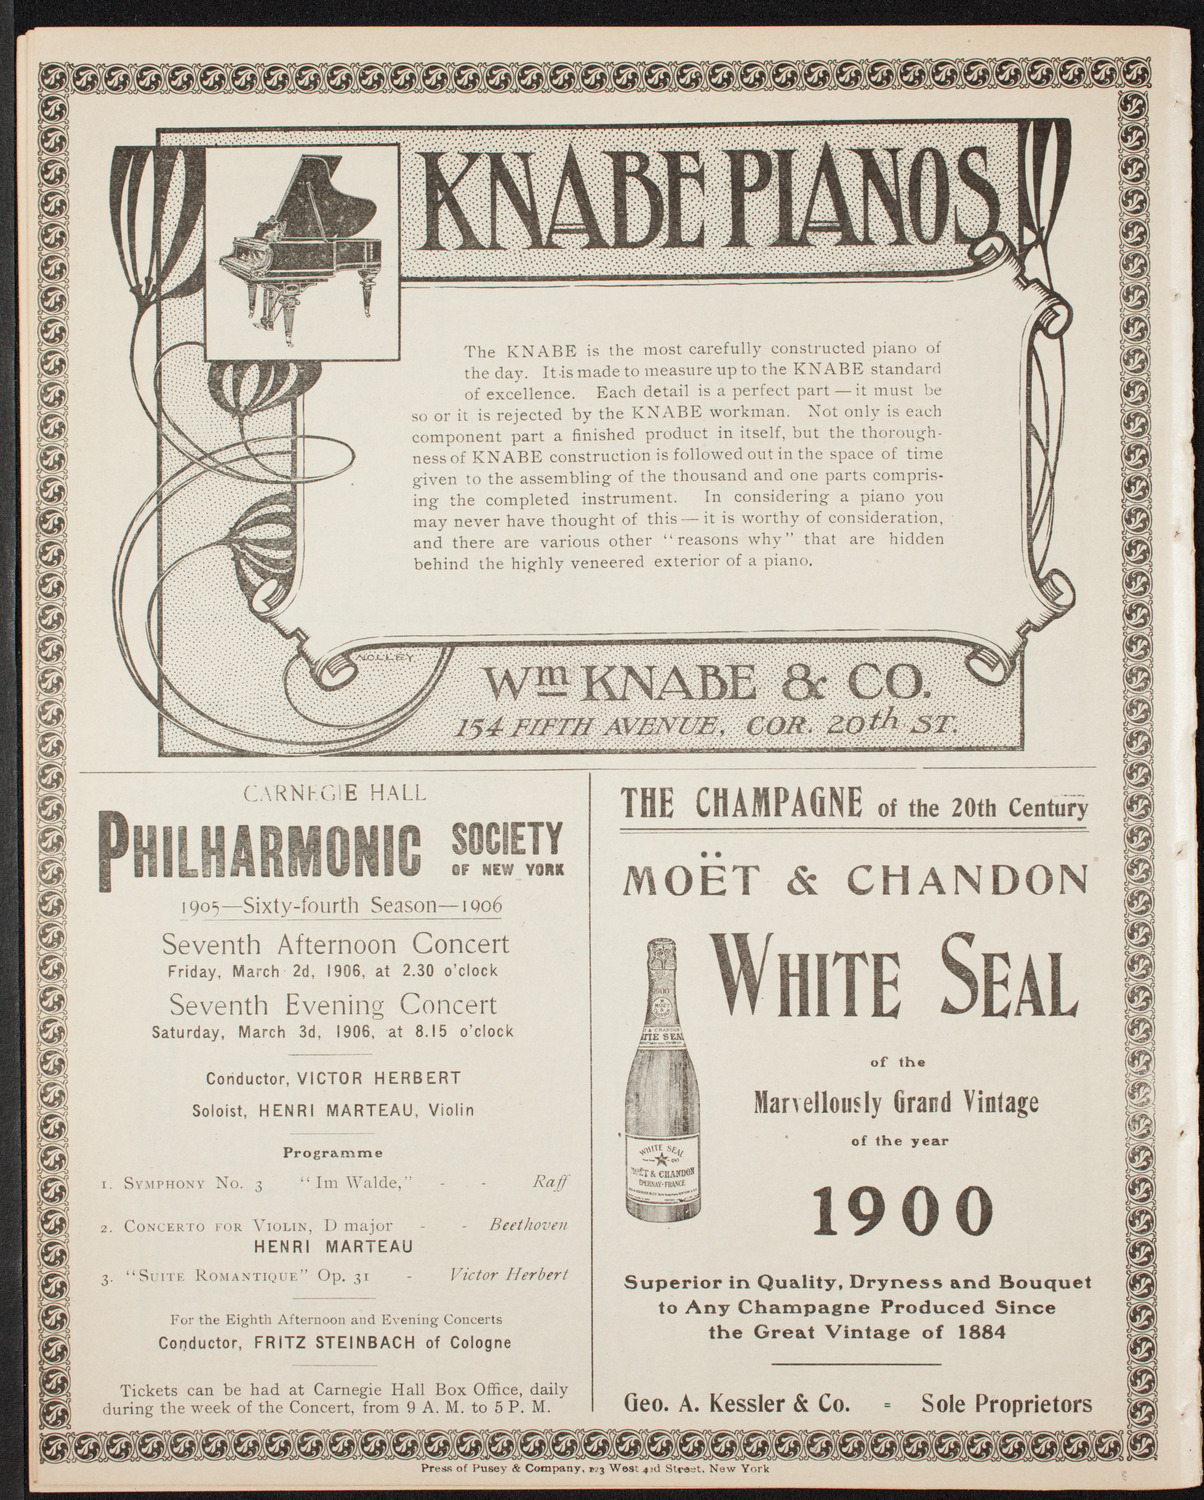 KNABE PIANOS
The KNABE is the most carefully constructed piano of
the day. It is made to measure up to the KNABE standard
of excellence. Each detail is a perfect part — it must be
so or it is rejected by the KNABE workman. Not only is each
component part a finished product in itself, but the thorough-
ness of KNABE construction is followed out in the space of time
given to the assembling of the thousand and one parts compris-
ing the completed instrument. In considering a piano you
may never have thought of this — it is worthy of consideration,
and there are various other "reasons why" that are hidden
behind the highly veneered exterior of a piano.
Wm KNABE & CO.
154 FIFTH AVENUE, COR. 20th ST.
CARNEGIE HALL
PHILHARMONIC SOCIETY
OF NEW YORK
1905—Sixty-fourth Season—1906
Seventh Afternoon Concert
Friday, March 2d, 1906, at 2.30 o'clock
Seventh Evening Concert
Saturday, March 3d, 1906, at 8.15 o'clock
Conductor, VICTOR HERBERT
Soloist, HENRI MARTEAU, Violin
Programme
1. SYMPHONY No. 3 "Im Walde," - - Raff
2. CONCERTO FOR VIOLIN, D major - - Beethoven
HENRI MARTEAU
3. "SUITE ROMANTIQUE" Op. 31 - Victor Herbert
For the Eighth Afternoon and Evening Concerts
Conductor, FRITZ STEINBACH of Cologne
Tickets can be had at Carnegie Hall Box Office, daily
during the week of the Concert, from 9 A. M. to 5 P. M.
THE CHAMPAGNE of the 20th Century
MOËT & CHANDON
WHITE SEAL
of the
Marvellously Grand Vintage
of the year
1900
WHITE SEAL
& CHANDON
EPERNAY-FRANCE
Superior in Quality, Dryness and Bouquet
to Any Champagne Produced Since
the Great Vintage of 1884
Geo. A. Kessler & Co. = Sole Proprietors
Press of Pusey & Company, 123 West 43d Street, New York